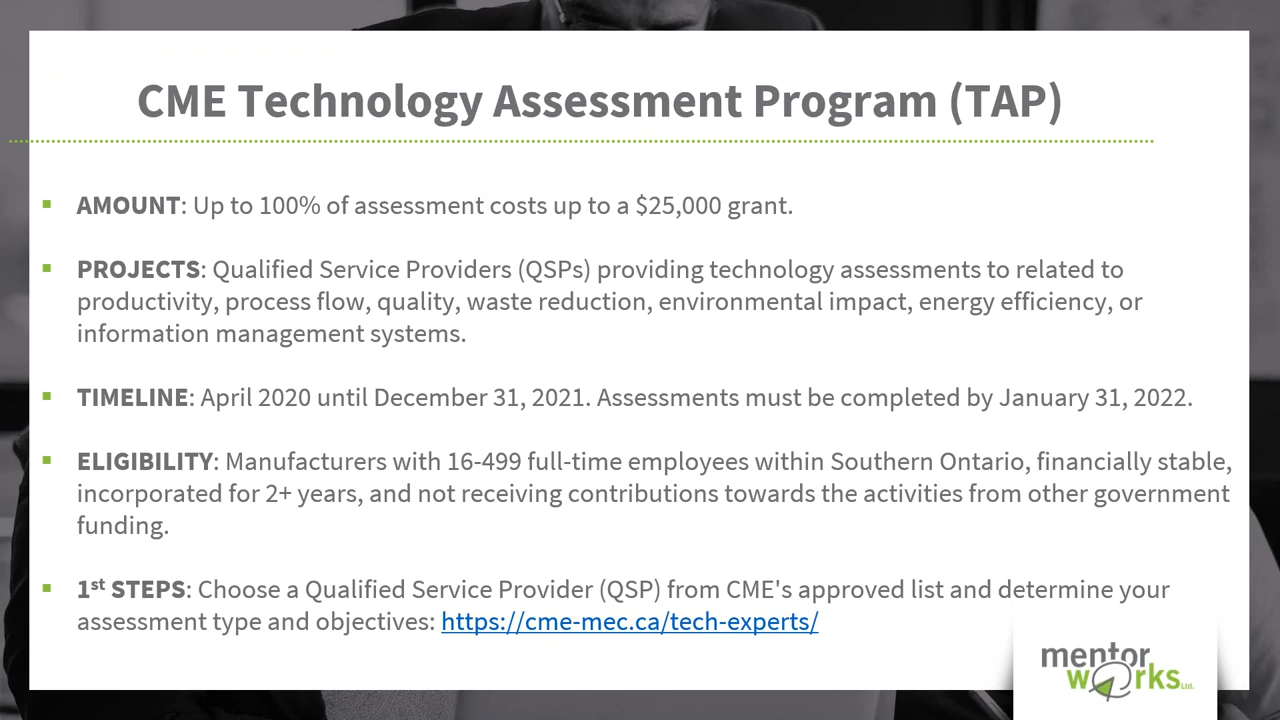 CME Technology Assessment Program (TAP)
AMOUNT: Up to 100% of assessment costs up to a $25,000 grant.
PROJECTS: Qualified Service Providers (QSPs) providing technology assessments to related to
productivity, process flow, quality, waste reduction, environmental impact, energy efficiency, or
information management systems.
TIMELINE: April 2020 until December 31, 2021. Assessments must be completed by January 31, 2022.
ELIGIBILITY: Manufacturers with 16-499 full-time employees within Southern Ontario, financially stable,
incorporated for 2+ years, and not receiving contributions towards the activities from other government
funding.
1st STEPS: Choose a Qualified Service Provider (QSP) from CME's approved list and determine your
assessment type and objectives: https://cme-mec.ca/tech-experts/
mentor
works Ltd.